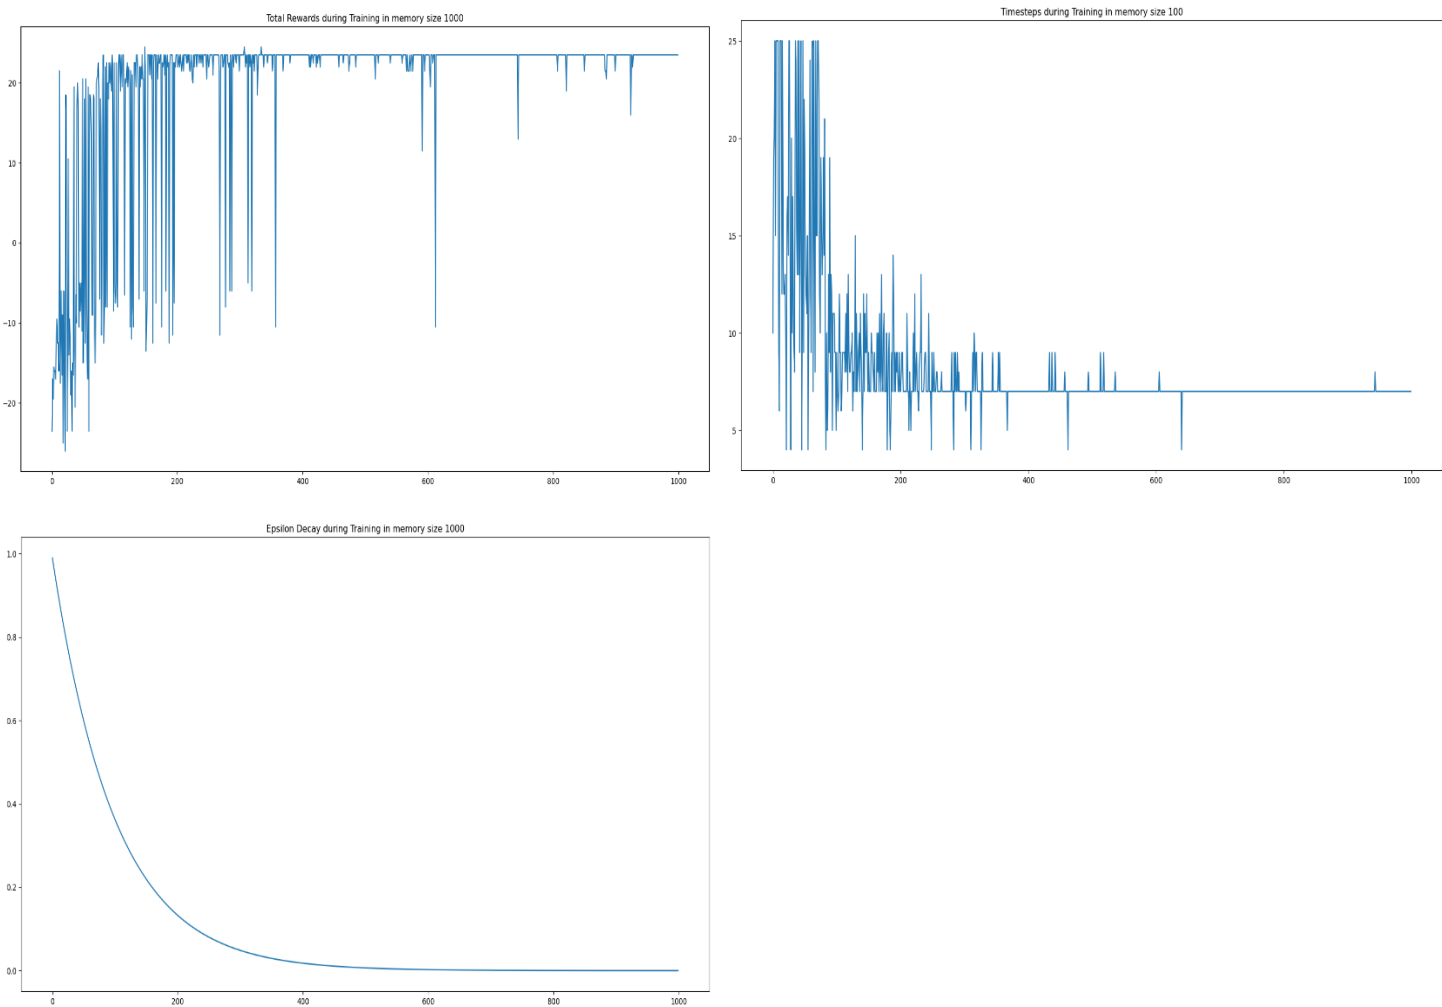 Total Rewards during Training in memory size 1000
20
10
0
−10
−20
0 200 400 600 800 1000
Timesteps during Training in memory size 100
25
20
15
10
5
0 200 400 600 800 1000
Epsilon Decay during Training in memory size 1000
1.0
0.8
0.6
0.4
0.2
0.0
0 200 400 600 800 1000